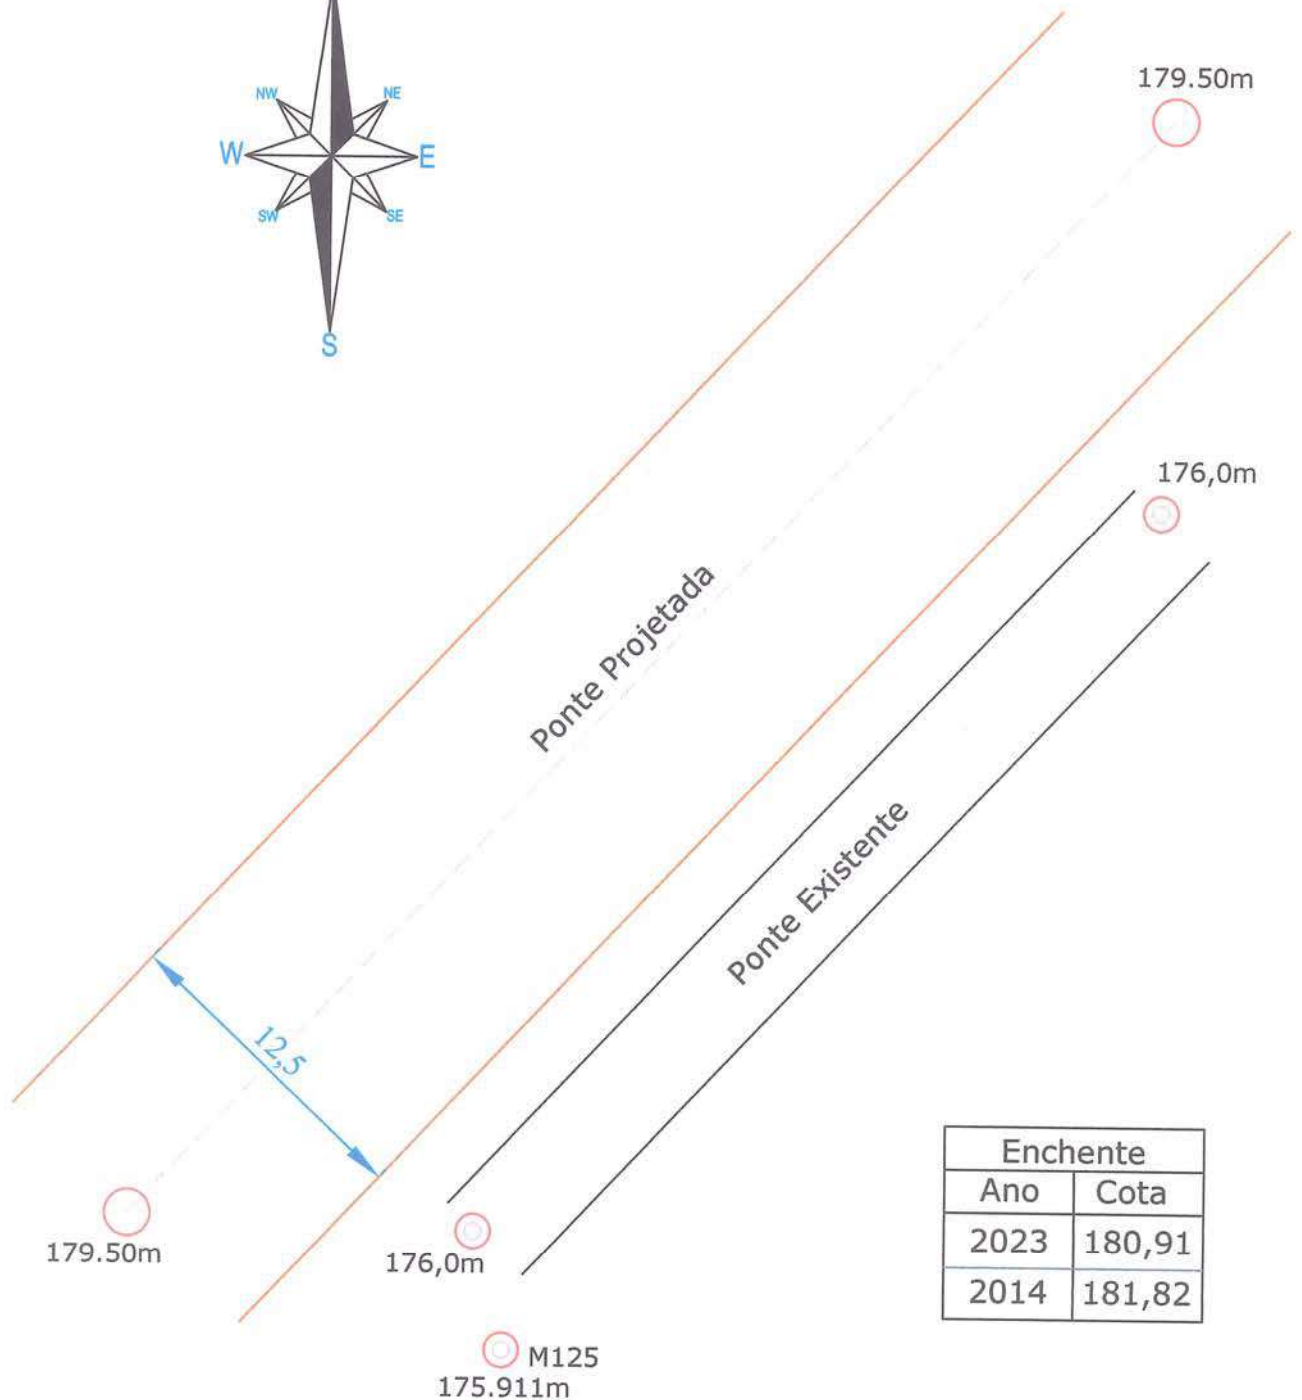 179.50m
NW
NE
W
E
SW
SE
S
176,0m
Ponte Projetada
Ponte Existente
12,5
179.50m
176,0m
M125
175.911m
Enchente
Ano Cota
2023 180,91
2014 181,82